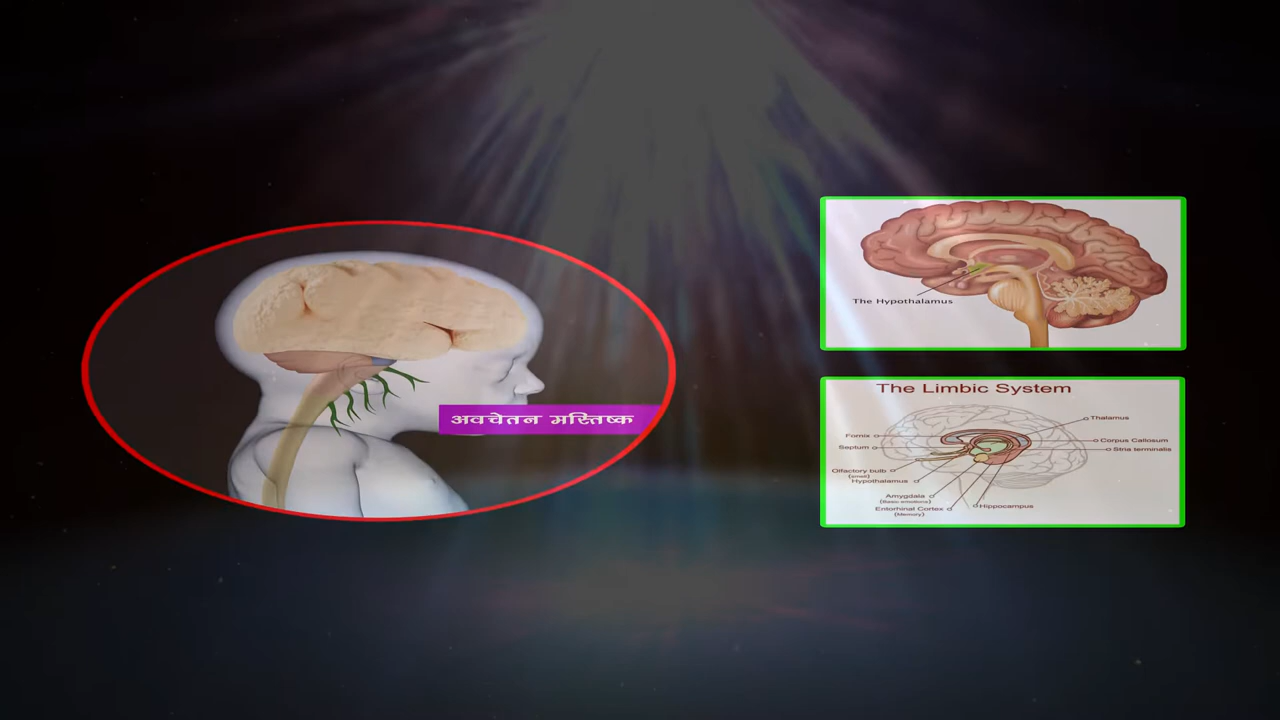 अवचेतन मस्तिष्क
The Hypothalamus
The Limbic System
Thalamus
Fornix
Corpus Callosum
Septum
Stria terminalis
Olfactory bulb
(smell)
Hypothalamus
Amygdala
(Basic emotions)
Entorhinal Cortex
(Memory)
Hippocampus